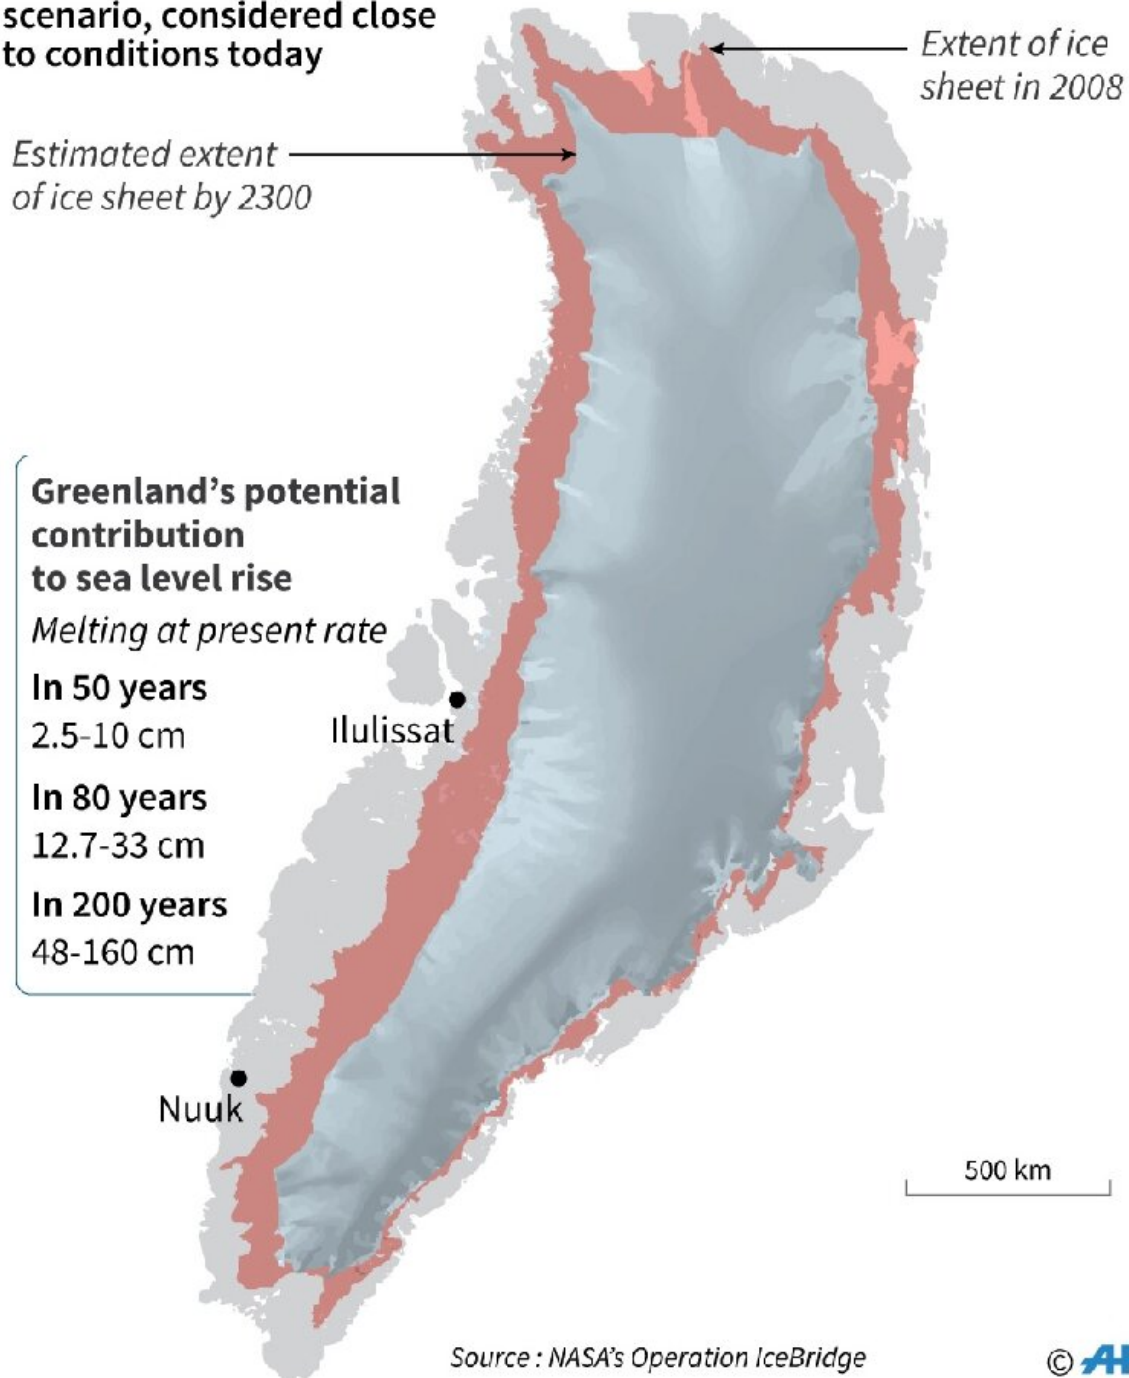 scenario, considered close
to conditions today
Extent of ice
sheet in 2008
Estimated extent
of ice sheet by 2300
Greenland's potential
contribution
to sea level rise
Melting at present rate
In 50 years
2.5-10 cm
In 80 years
12.7-33 cm
In 200 years
48-160 cm
Ilulissat
Nuuk
500 km
Source : NASA's Operation IceBridge
©